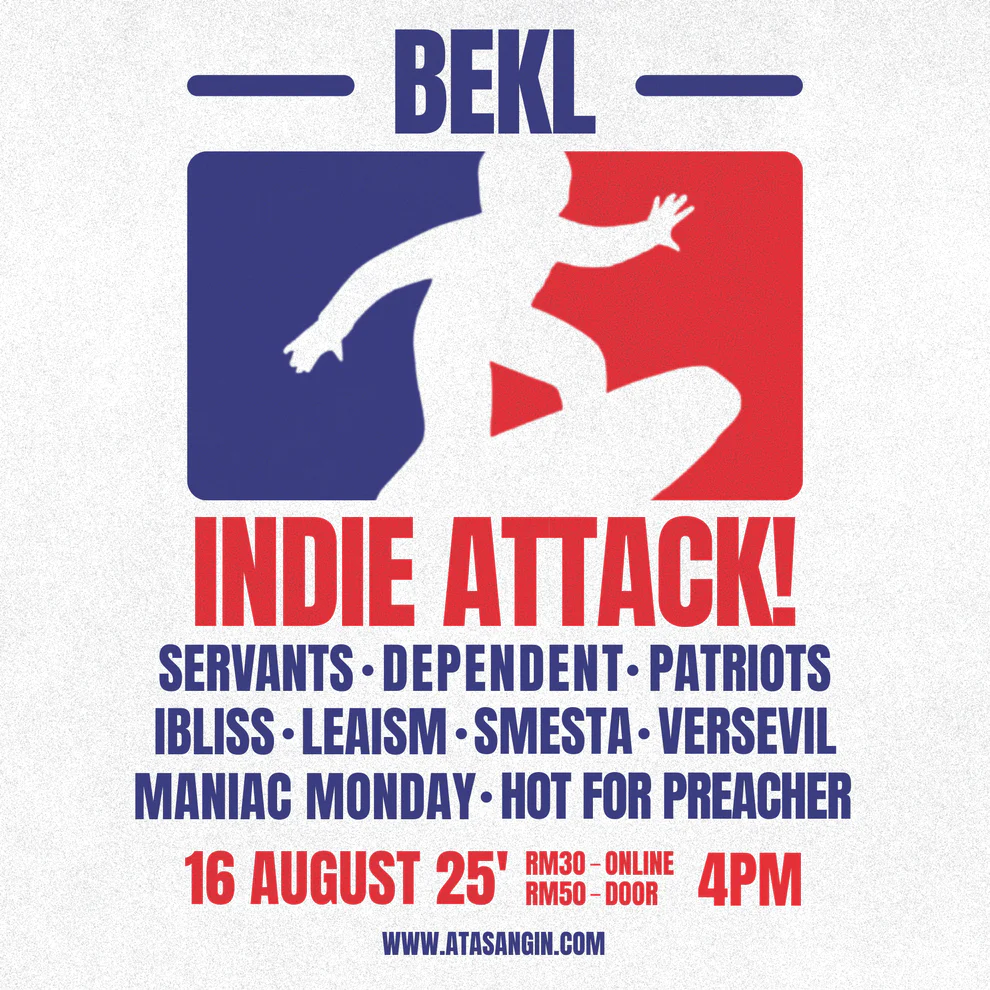 BEKL
INDIE ATTACK!
SERVANTS • DEPENDENT • PATRIOTS
IBLISS • LEAISM • SMESTA • VERSEVIL
MANIAC MONDAY • HOT FOR PREACHER
16 AUGUST 25' RM30 – ONLINE
RM50 – DOOR 4PM
WWW.ATASANGIN.COM